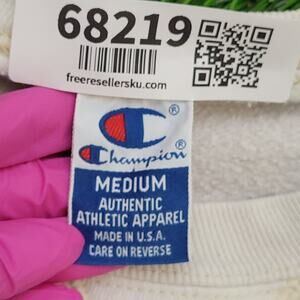 68219
freeresellersku.com
®
Champion®
MEDIUM
AUTHENTIC
ATHLETIC APPAREL
MADE IN U.S.A.
CARE ON REVERSE